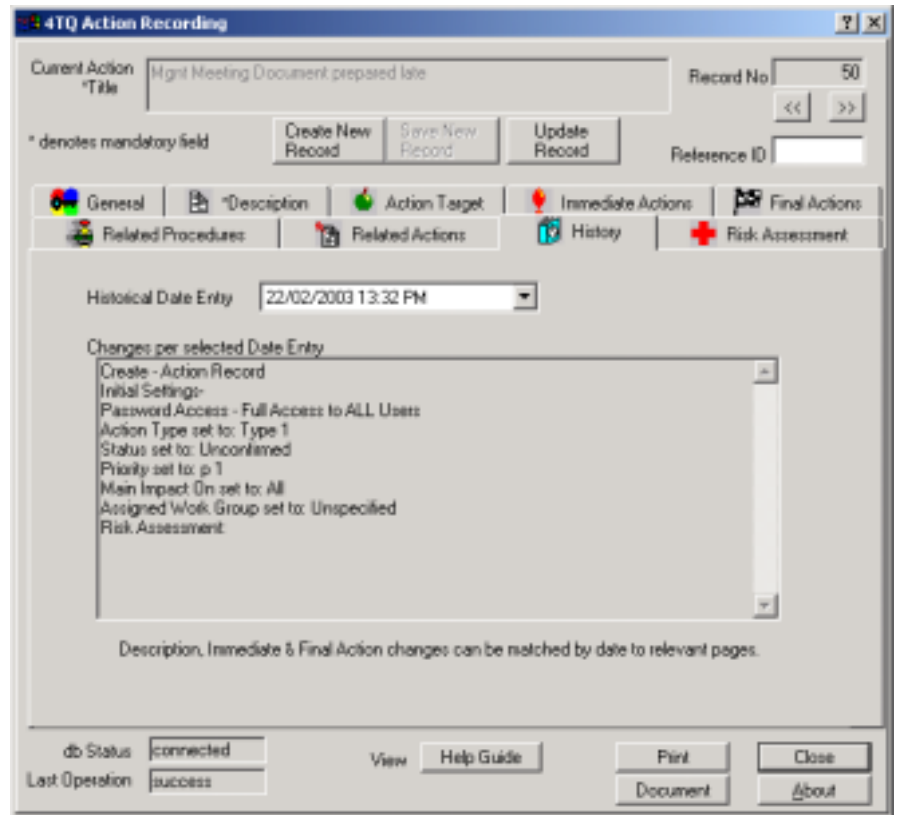 4TQ Action Recording
Current Action
*Title
Mgnt Meeting Document prepared late
Record No
50
<<
>>
* denotes mandatory field
Create New
Record
Save New
Record
Update
Record
Reference ID
General
*Description
Action Target
Immediate Actions
Final Actions
Related Procedures
Related Actions
History
Risk Assessment
Historical Date Entry
22/02/2003 13:32 PM
Changes per selected Date Entry
Create - Action Record
Initial Settings-
Password Access - Full Access to ALL Users
Action Type set to: Type 1
Status set to: Unconfirmed
Priority set to: p 1
Main Impact On set to: All
Assigned Work Group set to: Unspecified
Risk Assessment:
Description, Immediate & Final Action changes can be matched by date to relevant pages.
db Status
connected
View
Help Guide
Print
Close
Last Operation
success
Document
About